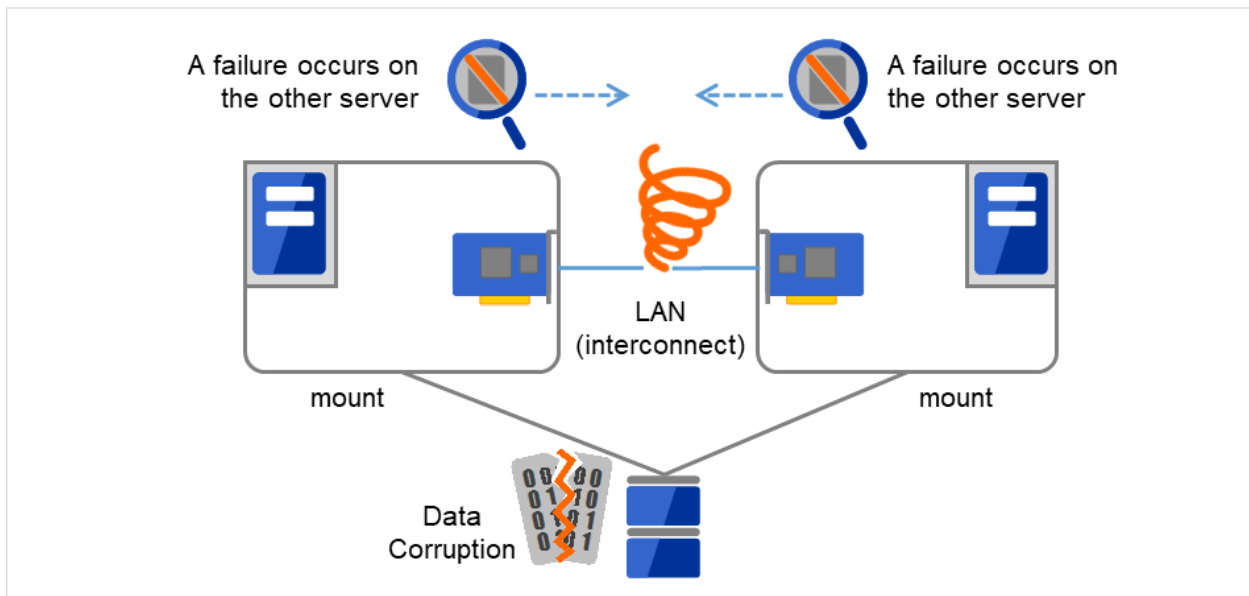 A failure occurs on
the other server
A failure occurs on
the other server
LAN
(interconnect)
mount
mount
Data
Corruption